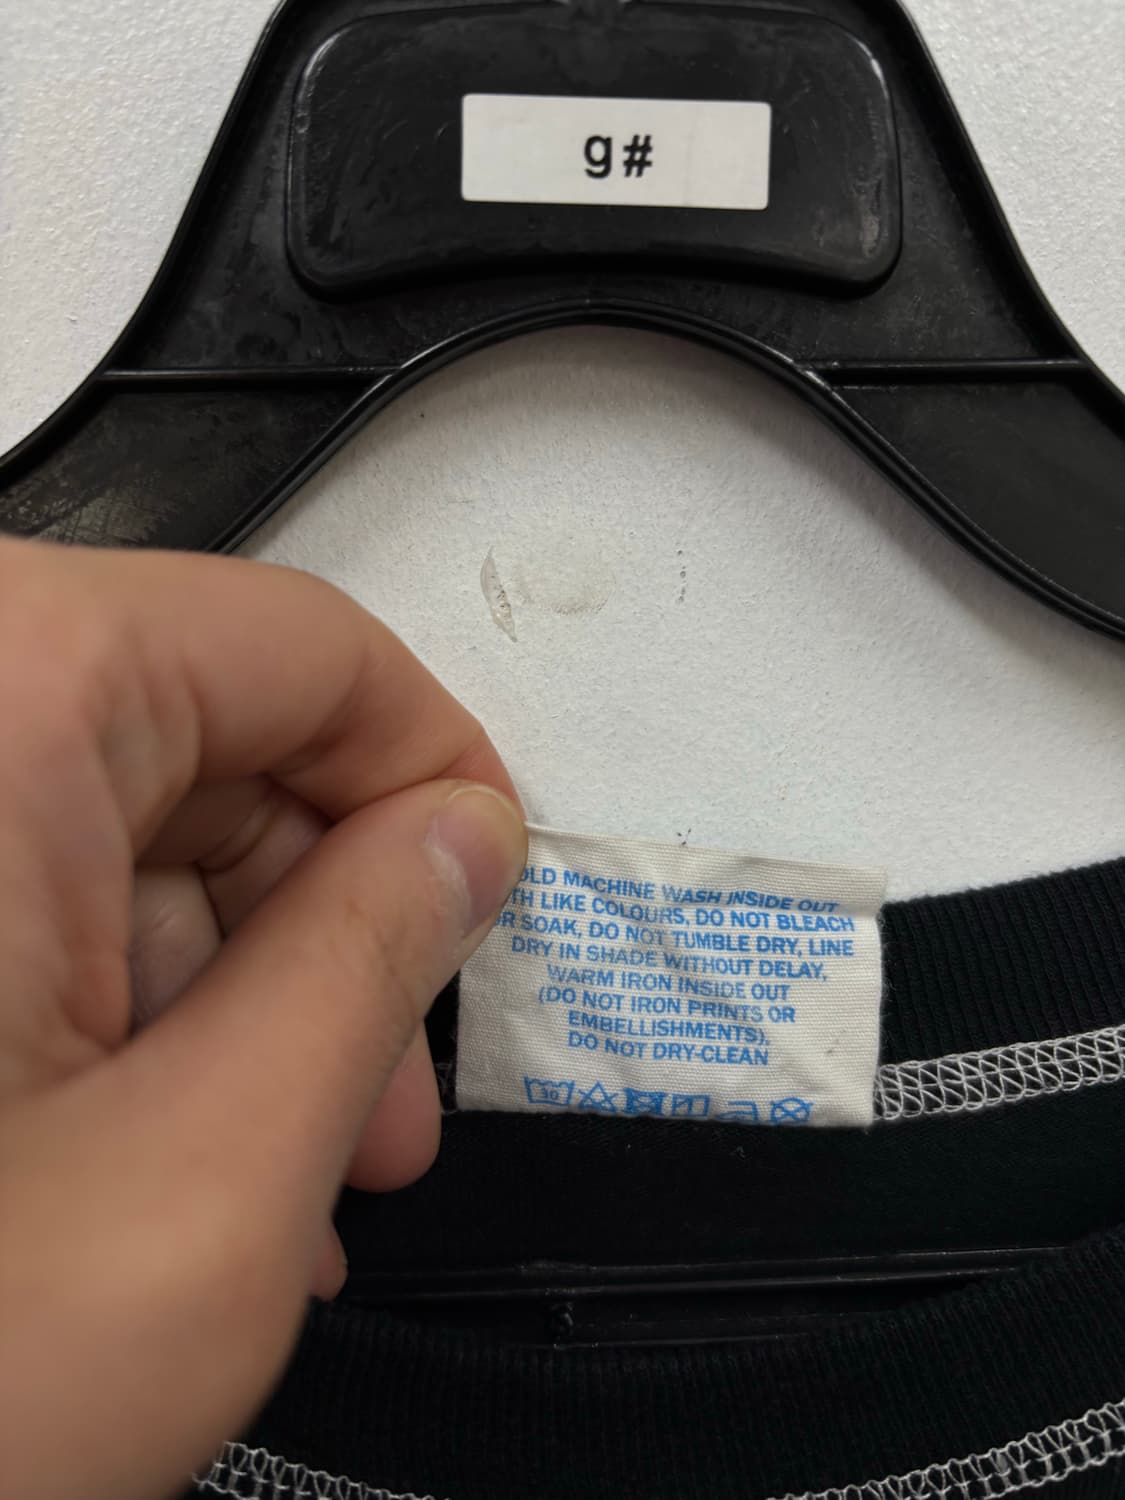 g#
OLD MACHINE WASH INSIDE OUT
TH LIKE COLOURS, DO NOT BLEACH
R SOAK, DO NOT TUMBLE DRY, LINE
DRY IN SHADE WITHOUT DELAY,
WARM IRON INSIDE OUT
(DO NOT IRON PRINTS OR
EMBELLISHMENTS).
DO NOT DRY-CLEAN
30